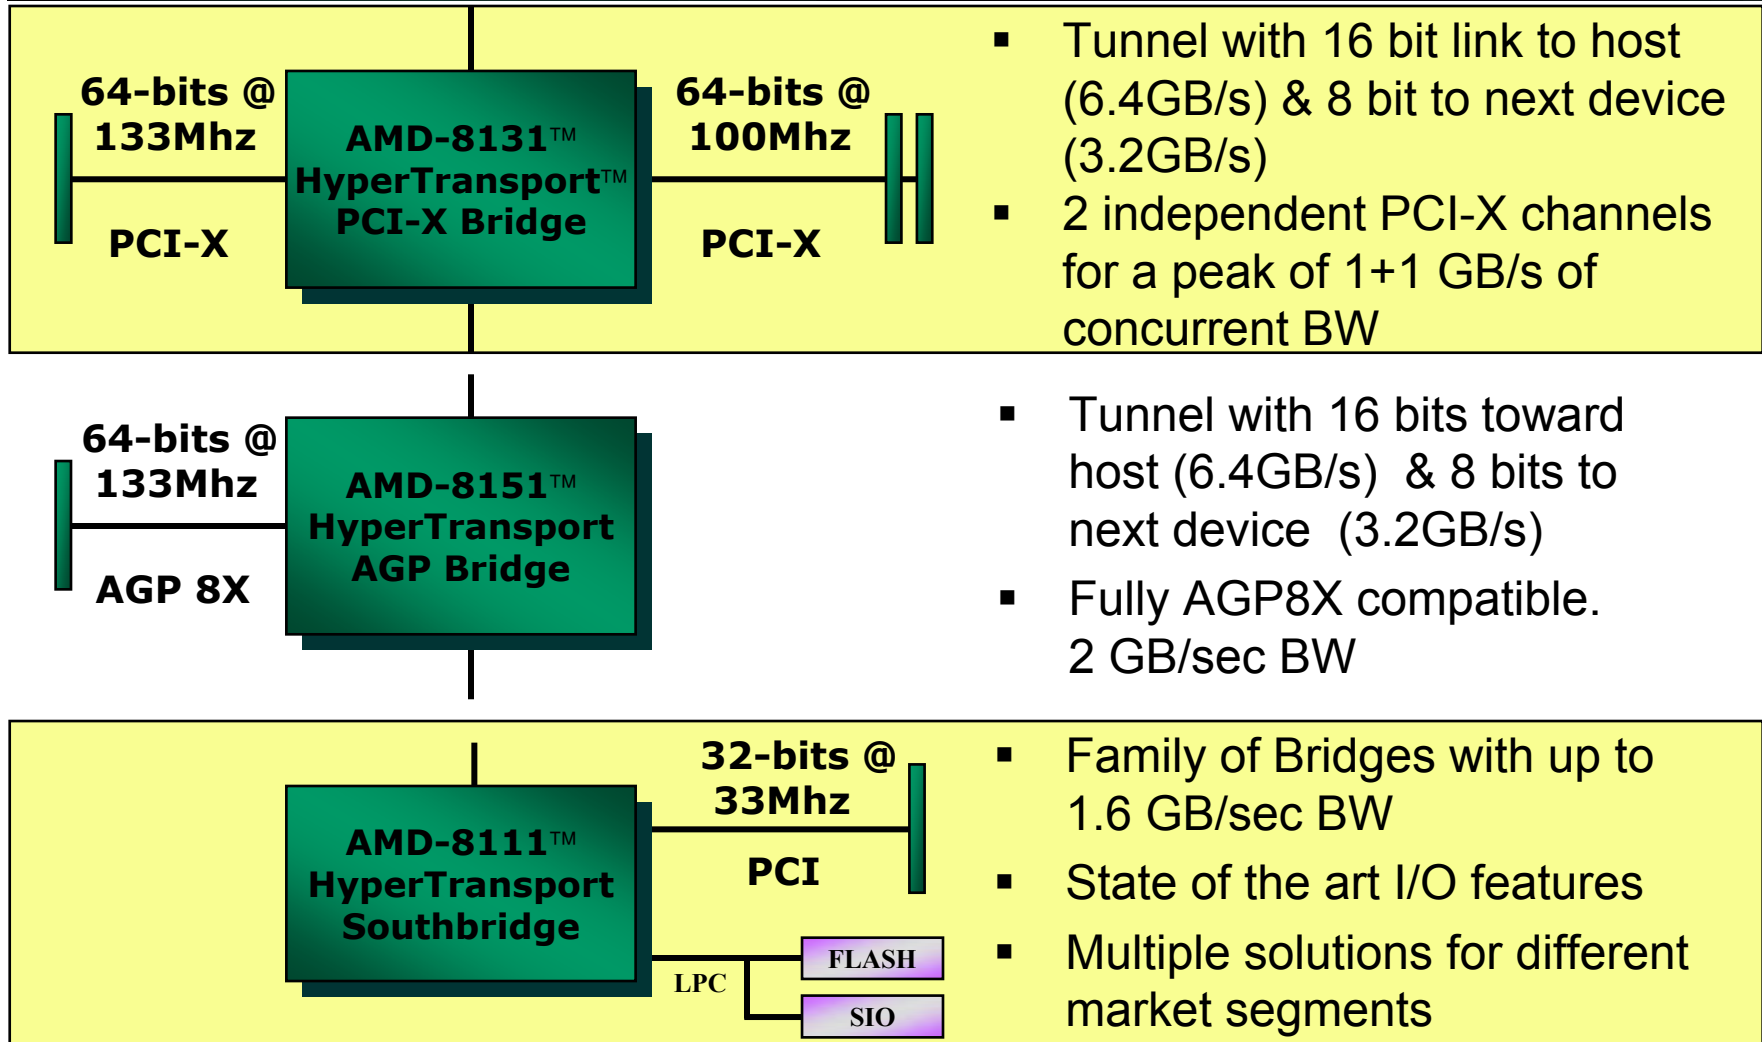 64-bits @
133Mhz
PCI-X
AMD-8131™
HyperTransport™
PCI-X Bridge
64-bits @
100Mhz
PCI-X
▪ Tunnel with 16 bit link to host
(6.4GB/s) & 8 bit to next device
(3.2GB/s)
▪ 2 independent PCI-X channels
for a peak of 1+1 GB/s of
concurrent BW
64-bits @
133Mhz
AGP 8X
AMD-8151™
HyperTransport
AGP Bridge
▪ Tunnel with 16 bits toward
host (6.4GB/s) & 8 bits to
next device (3.2GB/s)
▪ Fully AGP8X compatible.
2 GB/sec BW
AMD-8111™
HyperTransport
Southbridge
32-bits @
33Mhz
PCI
LPC
FLASH
SIO
▪ Family of Bridges with up to
1.6 GB/sec BW
▪ State of the art I/O features
▪ Multiple solutions for different
market segments